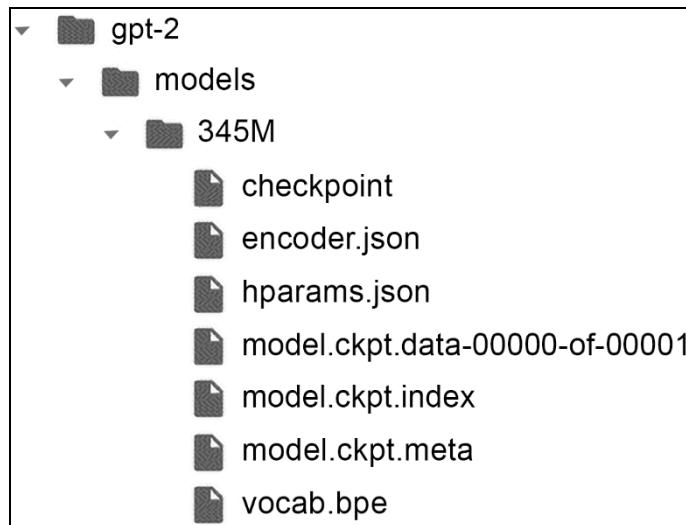 gpt-2
models
345M
checkpoint
encoder.json
hparams.json
model.ckpt.data-00000-of-00001
model.ckpt.index
model.ckpt.meta
vocab.bpe